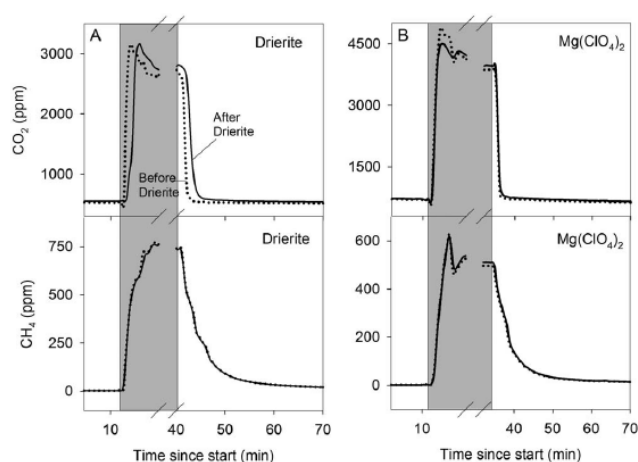 A
Drierite
B
Mg(ClO4)2
CO2 (ppm)
3000
2000
1000
4500
3000
1500
After
Drierite
Before
Drierite
Drierite
Mg(ClO4)2
CH4 (ppm)
750
500
250
0
600
400
200
0
10
40
50
60
70
10
40
50
60
70
Time since start (min)
Time since start (min)